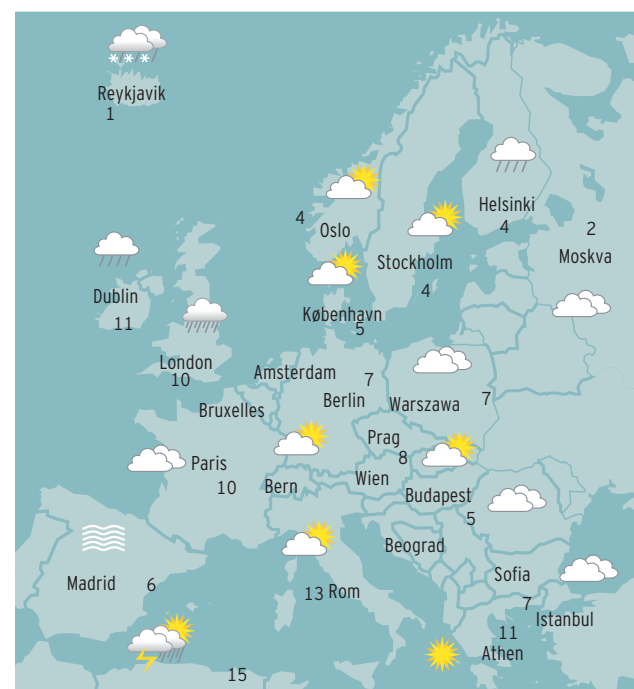 Reykjavik
1
Helsinki
4
4
Oslo
2
Moskva
Stockholm
4
Dublin
11
København
5
London
10
Amsterdam
7
Berlin
Warszawa
7
Bruxelles
Prag
8
Paris
10
Bern
Wien
Budapest
5
Beograd
Madrid
6
13 Rom
Sofia
7
Istanbul
11
Athen
15